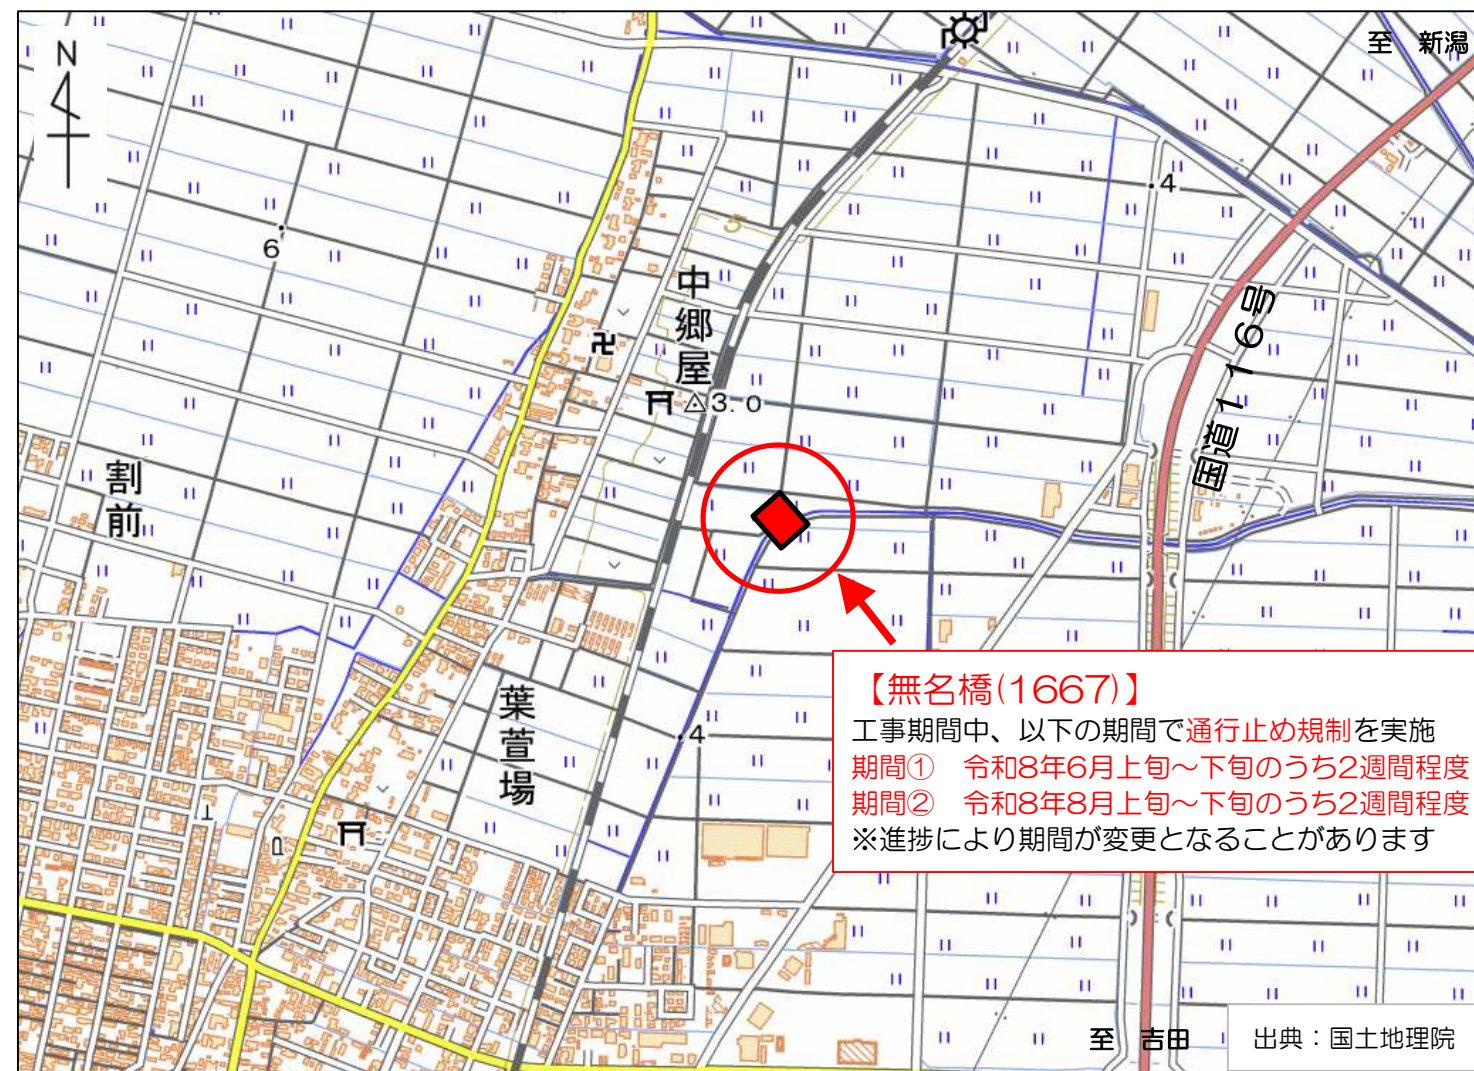 N
至 新潟
4
6
5
中郷屋
3.0
国道116号
割前
【無名橋(1667)】
工事期間中、以下の期間で通行止め規制を実施
期間① 令和8年6月上旬～下旬のうち2週間程度
期間② 令和8年8月上旬～下旬のうち2週間程度
※進捗により期間が変更となることがあります
葉萱場
4
至 吉田
出典：国土地理院